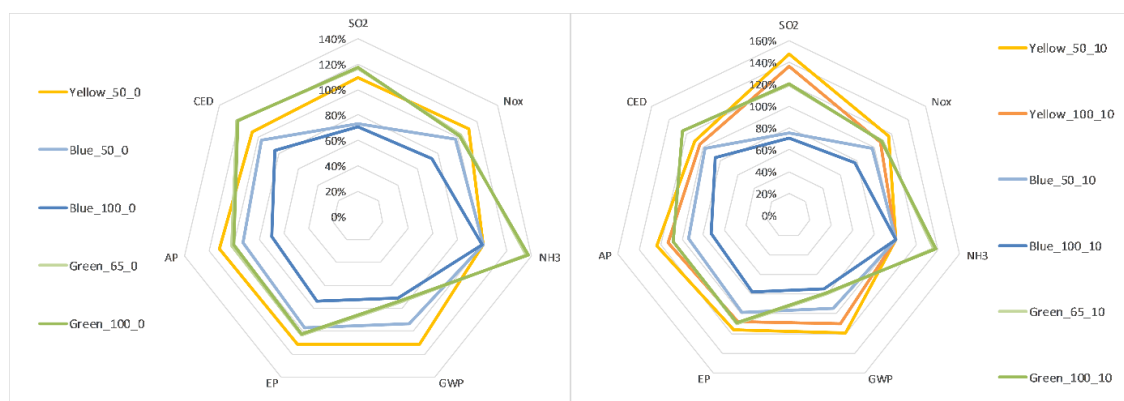 SO2
140%
120%
100%
80%
60%
40%
20%
0%
Nox
NH3
GWP
EP
AP
CED
Yellow_50_0
Blue_50_0
Blue_100_0
Green_65_0
Green_100_0
SO2
160%
140%
120%
100%
80%
60%
40%
20%
0%
Nox
NH3
GWP
EP
AP
CED
Yellow_50_10
Yellow_100_10
Blue_50_10
Blue_100_10
Green_65_10
Green_100_10